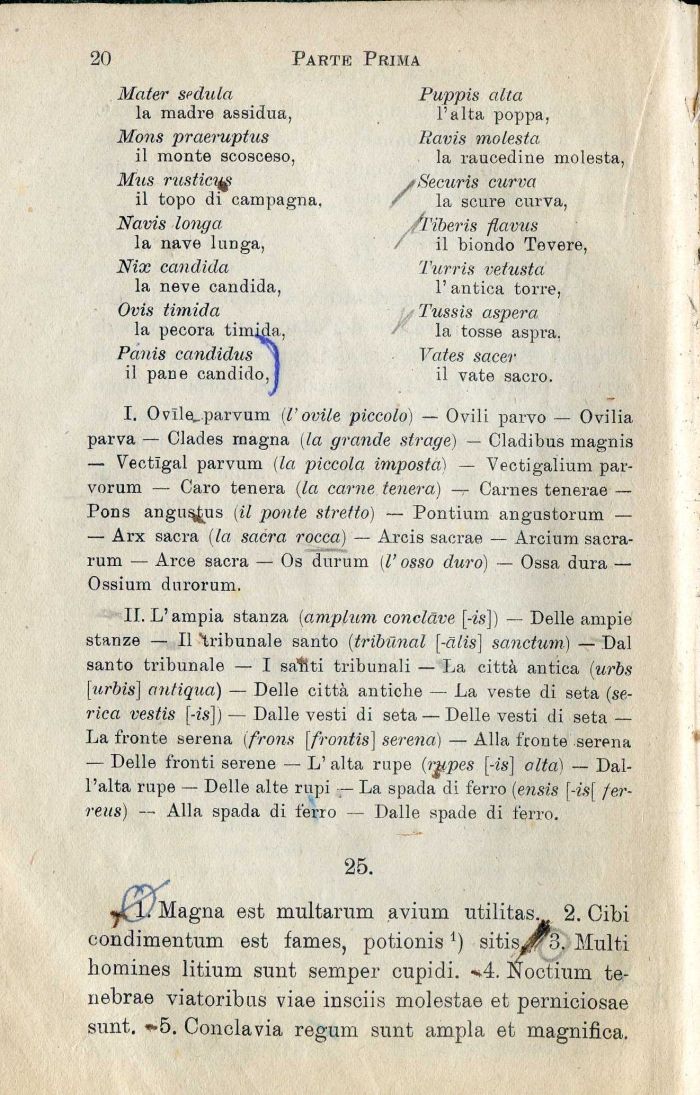 20 PARTE PRIMA
Mater sedula
la madre assidua,
Mons praeruptus
il monte scosceso,
Mus rusticus
il topo di campagna.
Navis longa
la nave lunga,
Nix candida
la neve candida,
Ovis timida
la pecora timida,
Panis candidus
il pane candido,
Puppis alta
l'alta poppa,
Ravis molesta
la raucedine molesta,
Securis curva
la scure curva,
Tiberis flavus
il biondo Tevere,
Turris vetusta
l'antica torre,
Tussis aspera
la tosse aspra.
Vates sacer
il vate sacro.
I. Ovīle parvum (l'ovile piccolo) — Ovili parvo — Ovilia
parva — Clades magna (la grande strage) — Cladibus magnis
— Vectīgal parvum (la piccola imposta) — Vectigalium par-
vorum — Caro tenera (la carne tenera) — Carnes tenerae —
Pons angustus (il ponte stretto) — Pontium angustorum —
— Arx sacra (la sacra rocca) — Arcis sacrae — Arcium sacra-
rum — Arce sacra — Os durum (l'osso duro) — Ossa dura —
Ossium durorum.
II. L'ampia stanza (amplum conclāve [-is]) — Delle ampie
stanze — Il tribunale santo (tribūnal [-ālis] sanctum) — Dal
santo tribunale — I santi tribunali — La città antica (urbs
[urbis] antiqua) — Delle città antiche — La veste di seta (se-
rica vestis [-is]) — Dalle vesti di seta — Delle vesti di seta —
La fronte serena (frons [frontis] serena) — Alla fronte serena
— Delle fronti serene — L'alta rupe (rupes [-is] alta) — Dal-
l'alta rupe — Delle alte rupi — La spada di ferro (ensis [-is[ fer-
reus) — Alla spada di ferro — Dalle spade di ferro.
25.
1. Magna est multarum avium utilitas. 2. Cibi
condimentum est fames, potionis ¹) sitis. 3. Multi
homines litium sunt semper cupidi. 4. Noctium te-
nebrae viatoribus viae insciis molestae et perniciosae
sunt. 5. Conclavia regum sunt ampla et magnifica.